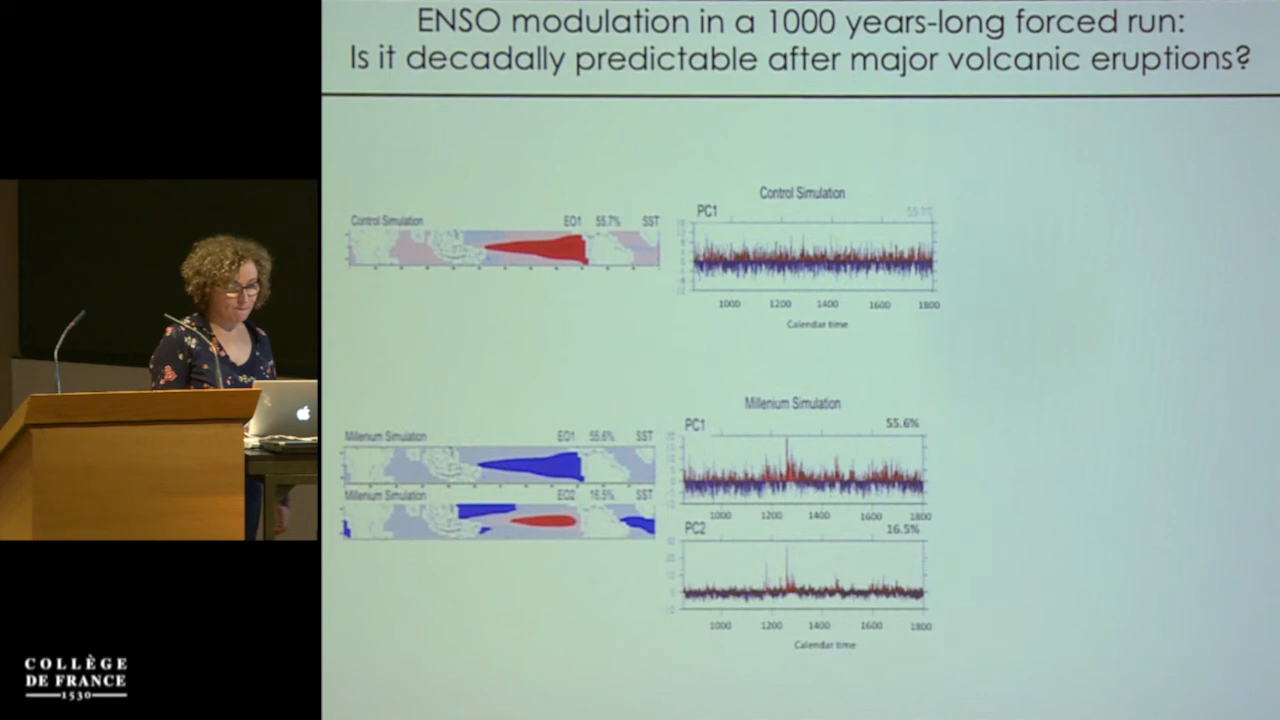 ENSO modulation in a 1000 years-long forced run:
Is it decadally predictable after major volcanic eruptions?
Control Simulation
Control Simulation EO1 55.7% SST
PC1
1000 1200 1400 1600 1800
Calendar time
Millenium Simulation
Millenium Simulation EO1 55.6% SST
PC1 55.6%
1000 1200 1400 1600 1800
Millenium Simulation EO2 16.5% SST
PC2 16.5%
1000 1200 1400 1600 1800
Calendar time
COLLÈGE
DE FRANCE
1530